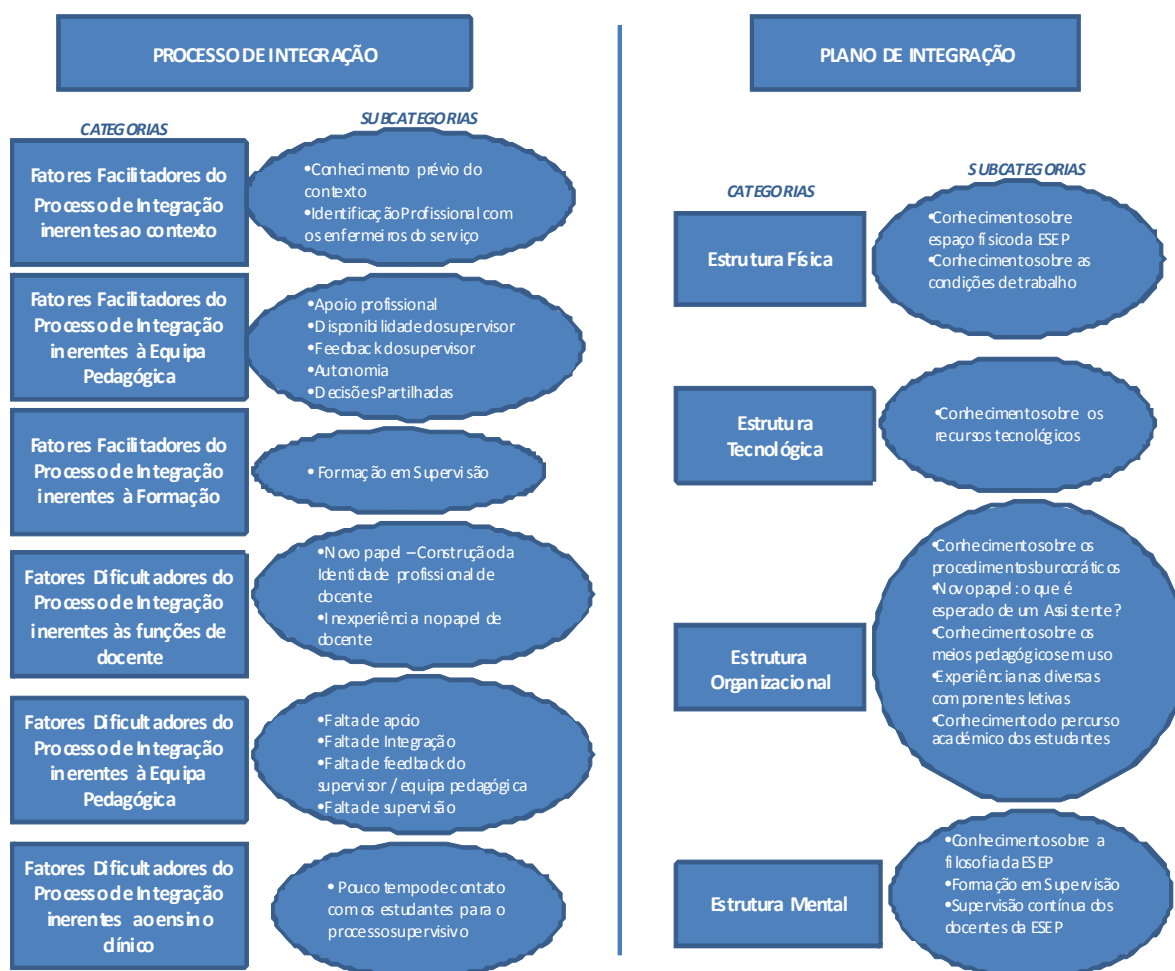 PROCESSO DE INTEGRAÇÃO
CATEGORIAS
SUBCATEGORIAS
Fatores Facilitadores do
Processo de Integração
inerentes ao contexto
•Conhecimento prévio do
contexto
•Identificação Profissional com
os enfermeiros do serviço
Fatores Facilitadores do
Processo de Integração
inerentes à Equipa
Pedagógica
•Apoio profissional
•Disponibilidade do supervisor
•Feedback do supervisor
•Autonomia
•Decisões Partilhadas
Fatores Facilitadores do
Processo de Integração
inerentes à Formação
• Formação em Supervisão
Fatores Dificultadores do
Processo de Integração
inerentes às funções de
docente
•Novo papel – Construção da
Identidade profissional de
docente
•Inexperiência no papel de
docente
Fatores Dificultadores do
Processo de Integração
inerentes à Equipa
Pedagógica
•Falta de apoio
•Falta de Integração
•Falta de feedback do
supervisor / equipa pedagógica
•Falta de supervisão
Fatores Dificultadores do
Processo de Integração
inerentes ao ensino
clínico
• Pouco tempo de contato
com os estudantes para o
processo supervisivo
PLANO DE INTEGRAÇÃO
CATEGORIAS
SUBCATEGORIAS
Estrutura Física
•Conhecimento sobre
espaço físico da ESEP
•Conhecimento sobre as
condições de trabalho
Estrutura
Tecnológica
•Conhecimento sobre os
recursos tecnológicos
Estrutura
Organizacional
•Conhecimento sobre os
procedimentos burocráticos
•Novo papel: o que é
esperado de um Assistente?
•Conhecimento sobre os
meios pedagógicos em uso
•Experiência nas diversas
componentes letivas
•Conhecimento do percurso
académico dos estudantes
Estrutura Mental
•Conhecimento sobre a
filosofia da ESEP
•Formação em Supervisão
•Supervisão contínua dos
docentes da ESEP